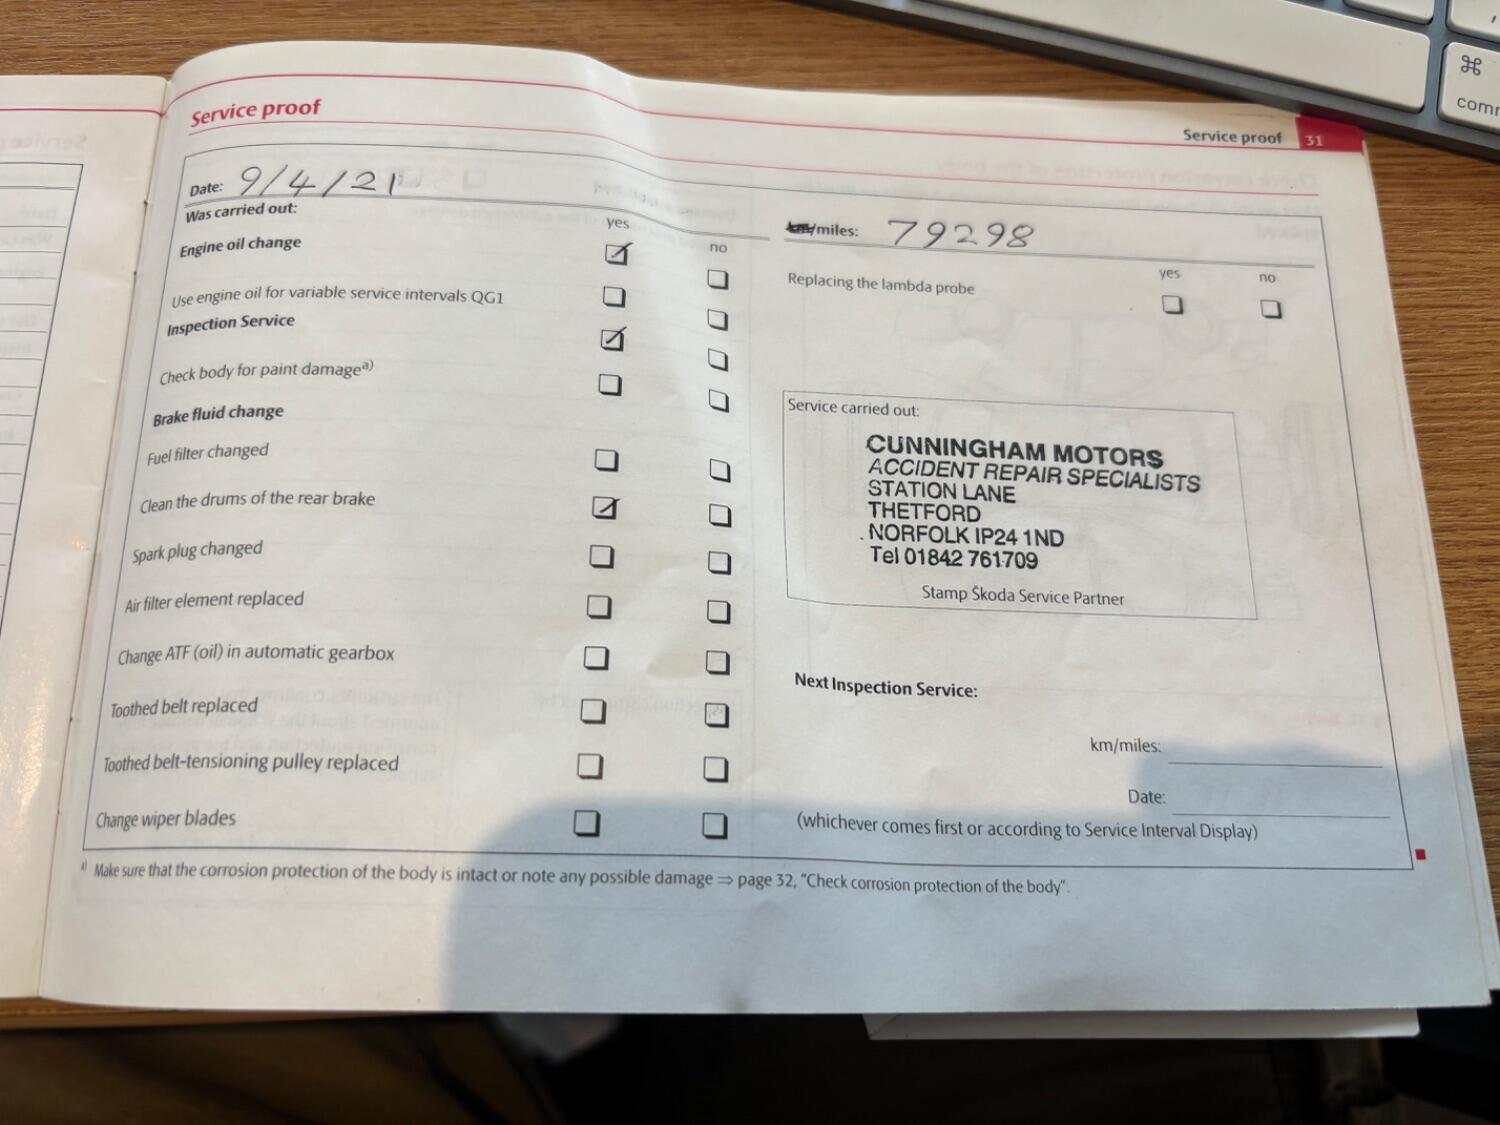 Service proof
Service proof 31
Date: 9/4/21
Was carried out:
yes
no
Engine oil change
Use engine oil for variable service intervals QG1
Inspection Service
Check body for paint damagea)
Brake fluid change
Fuel filter changed
Clean the drums of the rear brake
Spark plug changed
Air filter element replaced
Change ATF (oil) in automatic gearbox
Toothed belt replaced
Toothed belt-tensioning pulley replaced
Change wiper blades
km/miles: 79298
yes
no
Replacing the lambda probe
Service carried out:
CUNNINGHAM MOTORS
ACCIDENT REPAIR SPECIALISTS
STATION LANE
THETFORD
NORFOLK IP24 1ND
Tel 01842 761709
Stamp Škoda Service Partner
Next Inspection Service:
km/miles:
Date:
(whichever comes first or according to Service Interval Display)
a) Make sure that the corrosion protection of the body is intact or note any possible damage ⇒ page 32, "Check corrosion protection of the body".
⌘